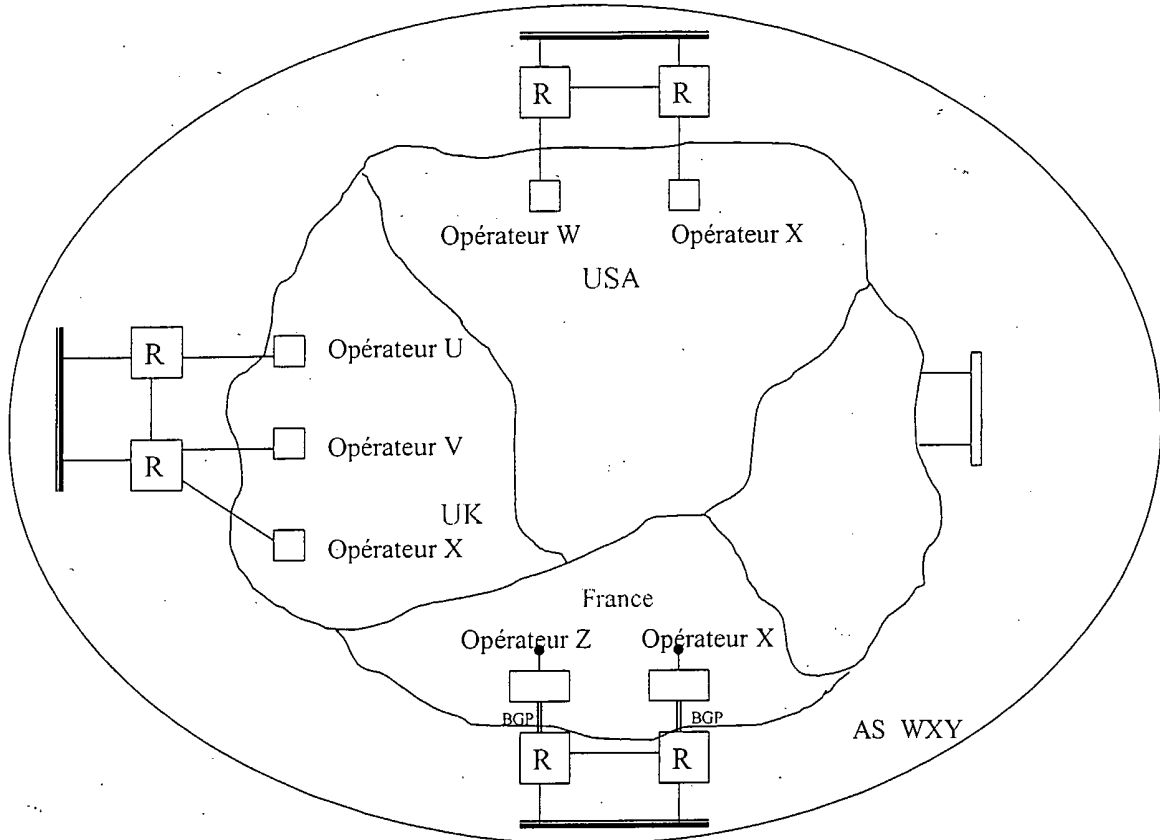 R R
Opérateur W Opérateur X
USA
R Opérateur U
R Opérateur V
UK
Opérateur X
France
Opérateur Z Opérateur X
BGP BGP
AS WXY
R R